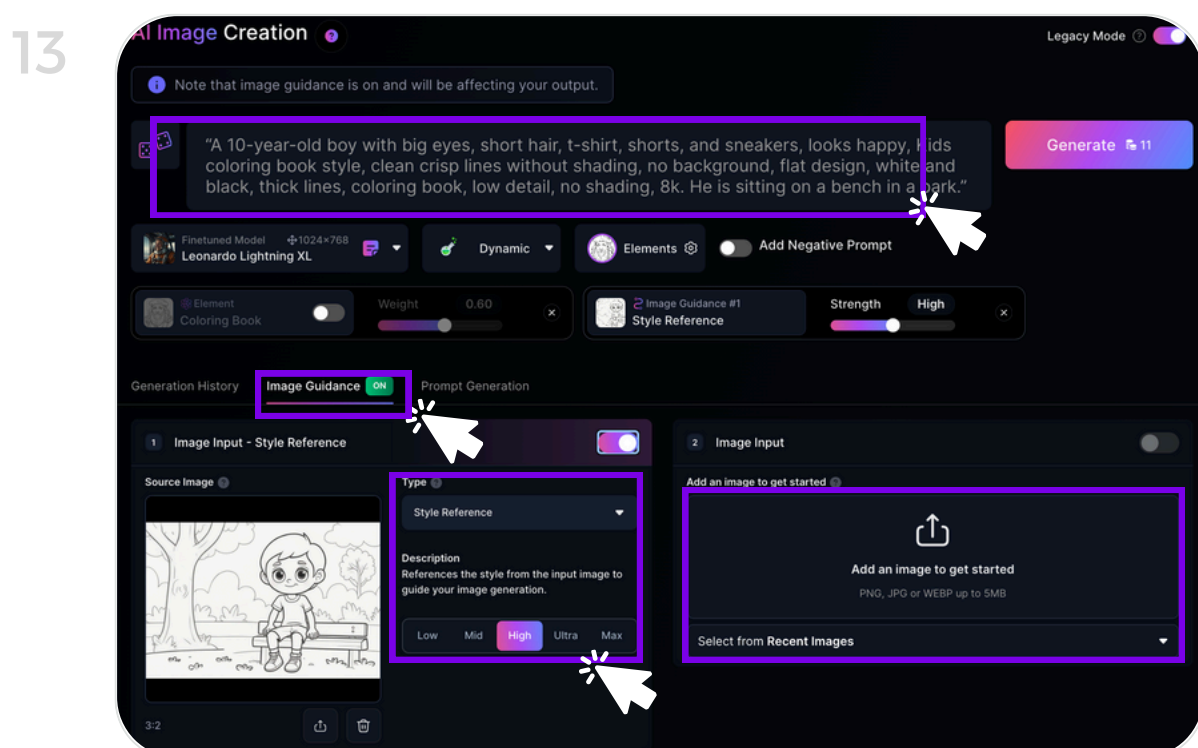 13
AI Image Creation ?
Legacy Mode ?
i Note that image guidance is on and will be affecting your output.
“A 10-year-old boy with big eyes, short hair, t-shirt, shorts, and sneakers, looks happy, Kids
coloring book style, clean crisp lines without shading, no background, flat design, white and
black, thick lines, coloring book, low detail, no shading, 8k. He is sitting on a bench in a park.”
Generate 11
Finetuned Model 1024×768
Leonardo Lightning XL
Dynamic
Elements
Add Negative Prompt
Element
Coloring Book
Weight 0.60
×
Image Guidance #1
Style Reference
Strength High
×
Generation History
Image Guidance ON
Prompt Generation
1 Image Input - Style Reference
Source Image ?
3:2
Type ?
Style Reference
Description
References the style from the input image to
guide your image generation.
Low Mid High Ultra Max
2 Image Input
Add an image to get started ?
Add an image to get started
PNG, JPG or WEBP up to 5MB
Select from Recent Images